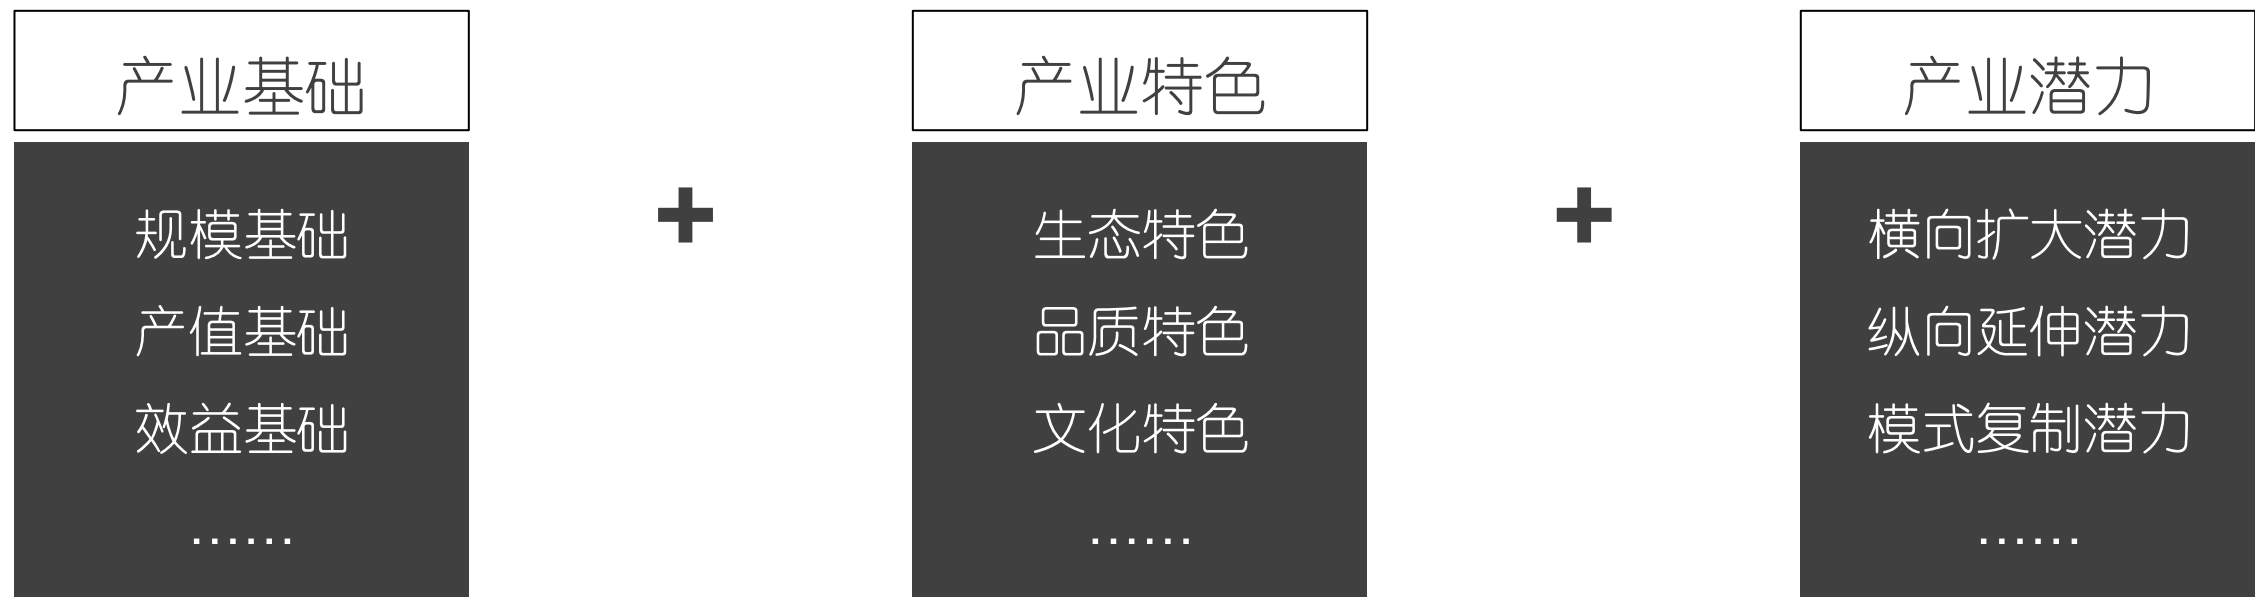 产业基础
规模基础
产值基础
效益基础
……
+
产业特色
生态特色
品质特色
文化特色
……
+
产业潜力
横向扩大潜力
纵向延伸潜力
模式复制潜力
……